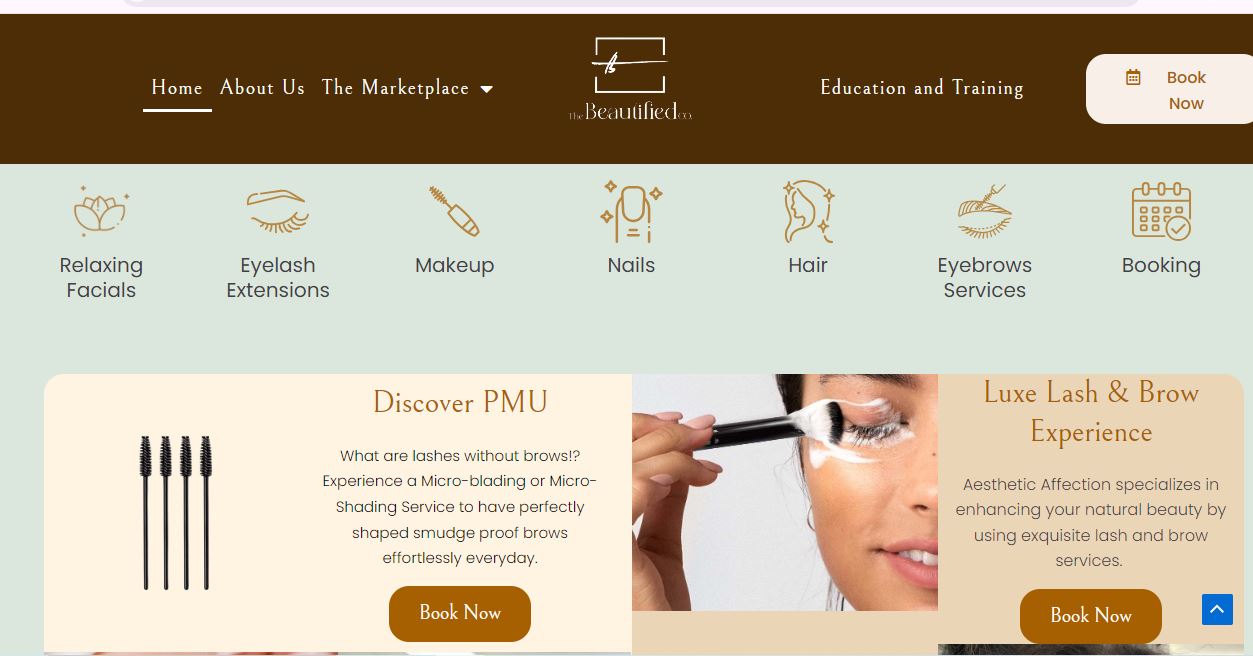 Home About Us The Marketplace
B
The Beautified CO.
Education and Training
Book
Now
Relaxing
Facials
Eyelash
Extensions
Makeup
Nails
Hair
Eyebrows
Services
Booking
Discover PMU
What are lashes without brows!?
Experience a Micro-blading or Micro-
Shading Service to have perfectly
shaped smudge proof brows
effortlessly everyday.
Book Now
Luxe Lash & Brow
Experience
Aesthetic Affection specializes in
enhancing your natural beauty by
using exquisite lash and brow
services.
Book Now